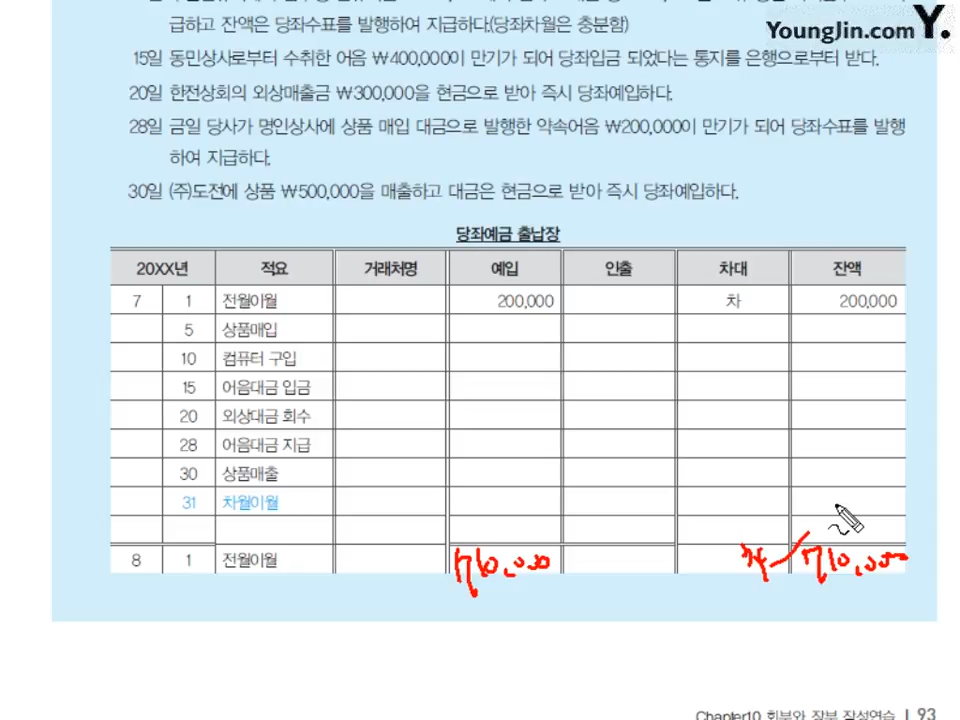 급하고 잔액은 당좌수표를 발행하여 지급하다.(당좌차월은 충분함)
YoungJin.com Y.
15일 동민상사로부터 수취한 어음 ₩400,000이 만기가 되어 당좌입금 되었다는 통지를 은행으로부터 받다.
20일 한전상회의 외상매출금 ₩300,000을 현금으로 받아 즉시 당좌예입하다.
28일 금일 당사가 명인상사에 상품 매입 대금으로 발행한 약속어음 ₩200,000이 만기가 되어 당좌수표를 발행
하여 지급하다.
30일 (주)도전에 상품 ₩500,000을 매출하고 대금은 현금으로 받아 즉시 당좌예입하다.
당좌예금 출납장
20XX년 적요 거래처명 예입 인출 차대 잔액
7 1 전월이월 200,000 차 200,000
5 상품매입
10 컴퓨터 구입
15 어음대금 입금
20 외상대금 회수
28 어음대금 지급
30 상품매출
31 차월이월
8 1 전월이월 710,000 차 710,000
Chapter10 회부와 장부 작성연습 | 93